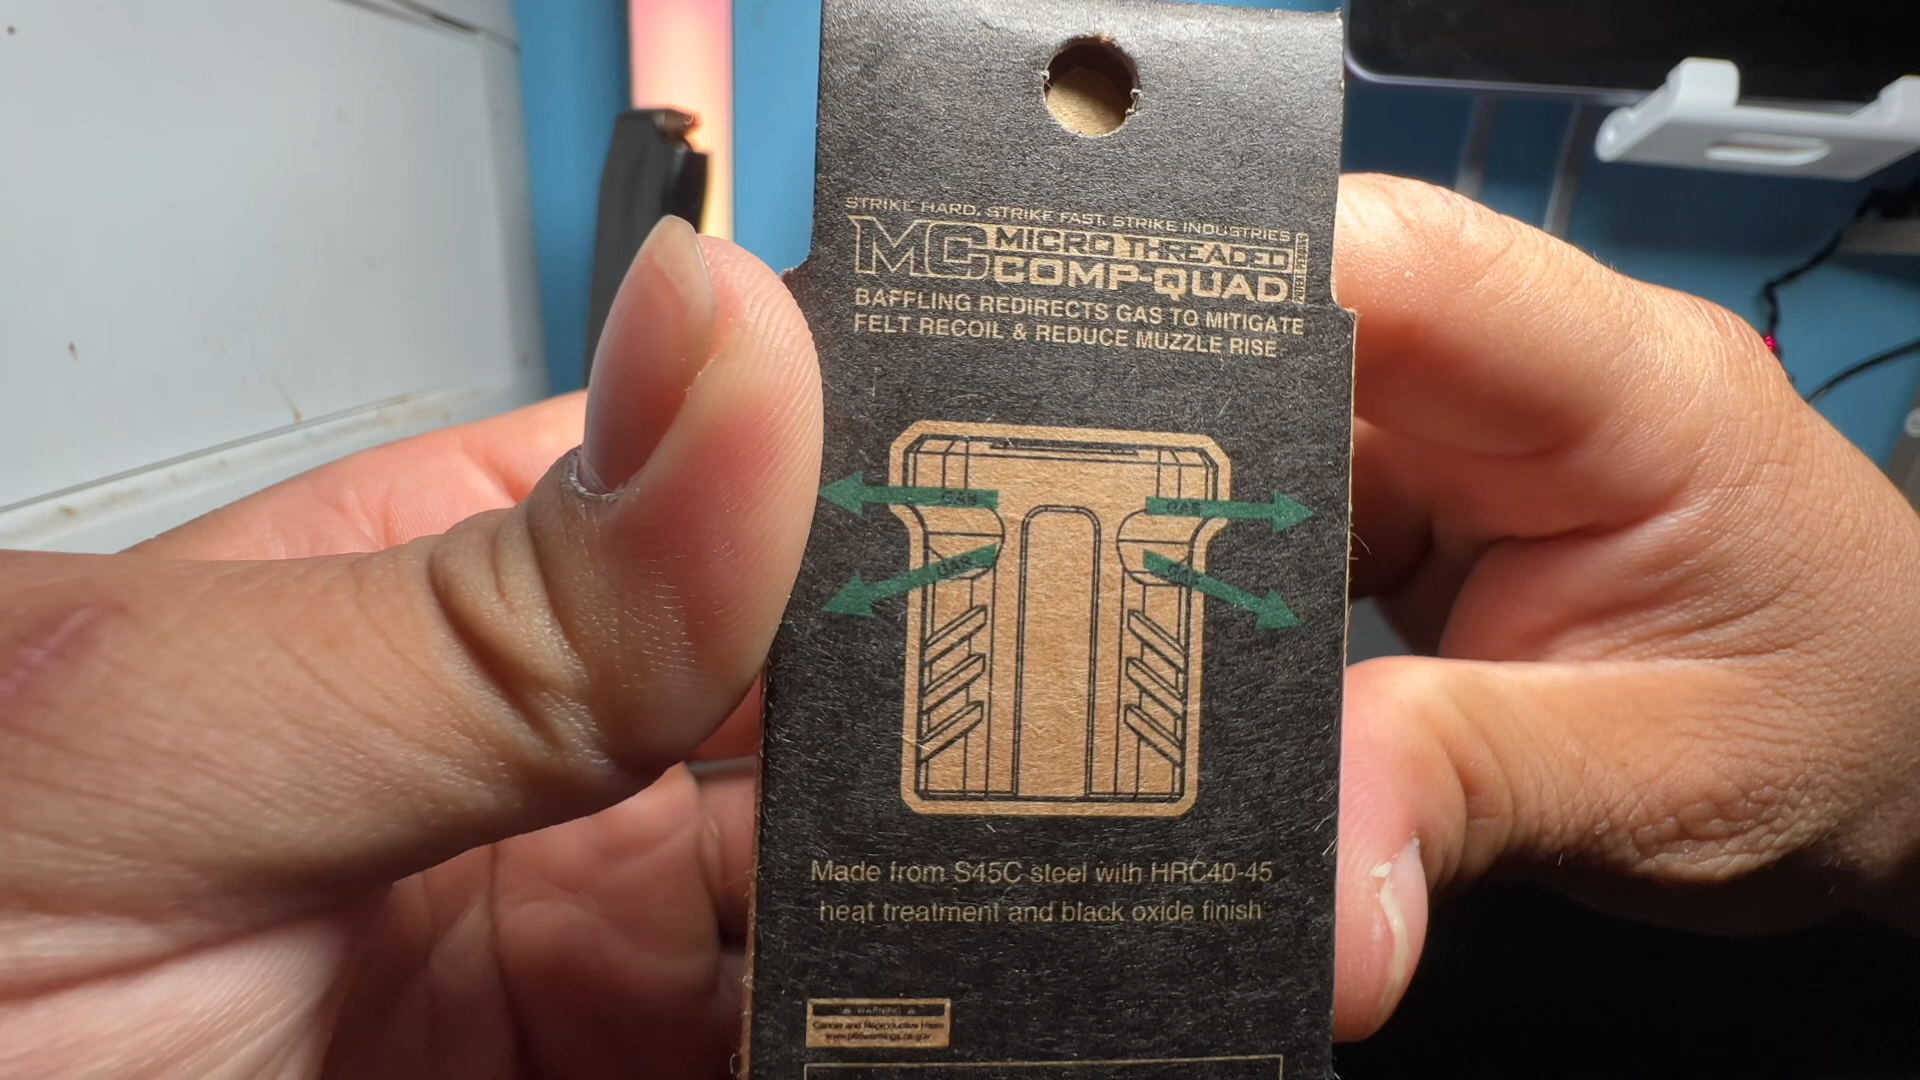 STRIKE HARD. STRIKE FAST. STRIKE INDUSTRIES
MC MICRO THREADED
COMP-QUAD
BAFFLING REDIRECTS GAS TO MITIGATE
FELT RECOIL & REDUCE MUZZLE RISE
GAS GAS
GAS GAS
Made from S45C steel with HRC40-45
heat treatment and black oxide finish
WARNING
Cancer and Reproductive Harm
www.p65warnings.ca.gov